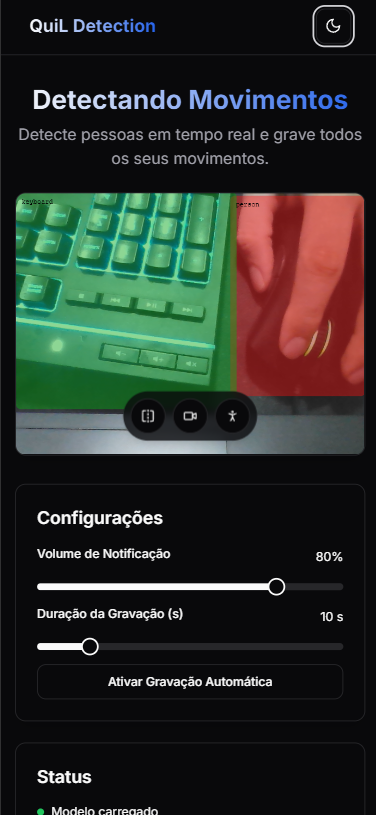 QuiL Detection
Detectando Movimentos
Detecte pessoas em tempo real e grave todos
os seus movimentos.
keyboard
person
Configurações
Volume de Notificação
80%
Duração da Gravação (s)
10 s
Ativar Gravação Automática
Status
Modelo carregado